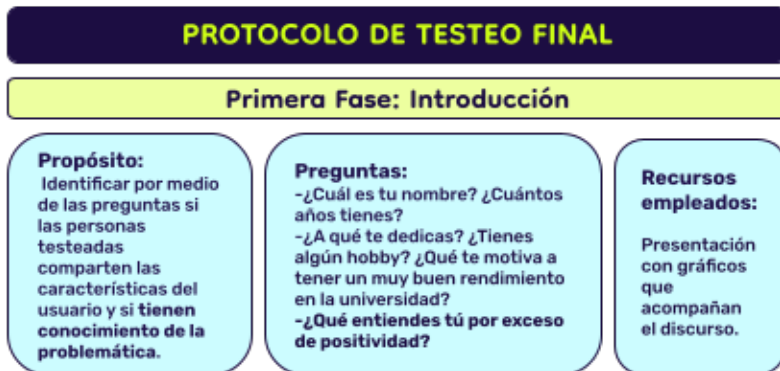 PROTOCOLO DE TESTEO FINAL
Primera Fase: Introducción
Propósito:
Identificar por medio
de las preguntas si
las personas
testeadas
comparten las
características del
usuario y si tienen
conocimiento de la
problemática.
Preguntas:
-¿Cuál es tu nombre? ¿Cuántos
años tienes?
-¿A qué te dedicas? ¿Tienes
algún hobby? ¿Qué te motiva a
tener un muy buen rendimiento
en la universidad?
-¿Qué entiendes tú por exceso
de positividad?
Recursos
empleados:
Presentación
con gráficos
que
acompañan
el discurso.